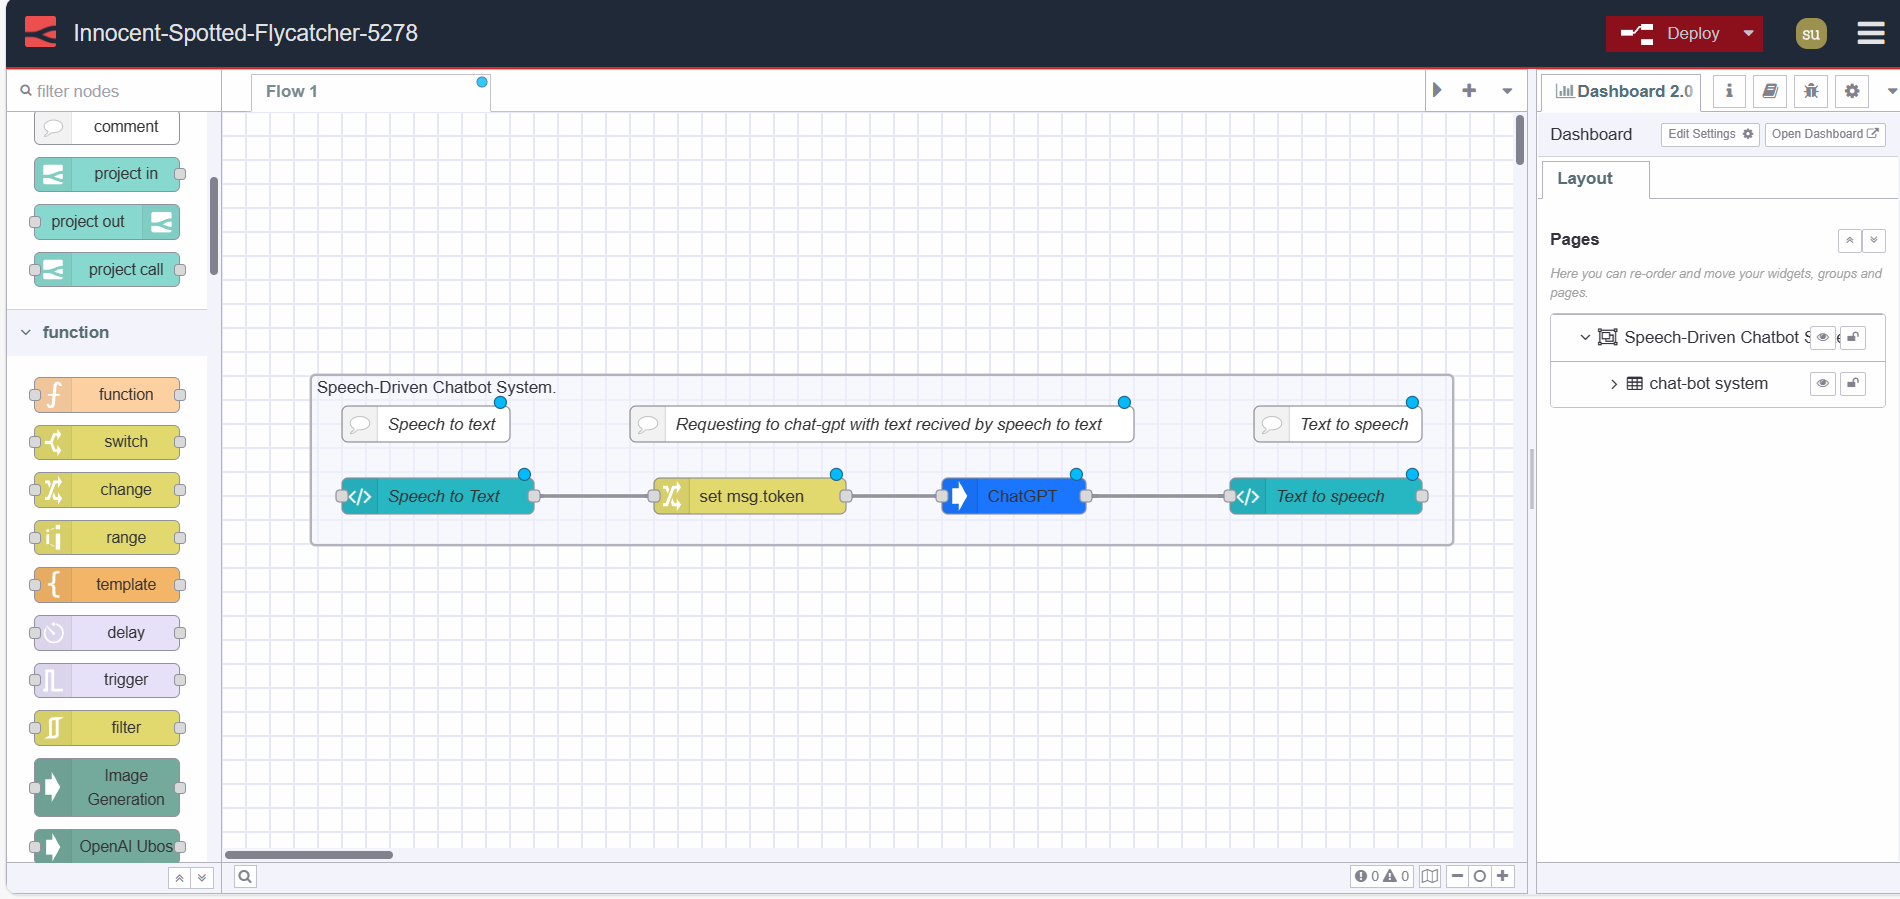 Innocent-Spotted-Flycatcher-5278
Deploy
su
filter nodes
Flow 1
Dashboard 2.0
Dashboard
Edit Settings
Open Dashboard
Layout
Pages
Here you can re-order and move your widgets, groups and
pages.
Speech-Driven Chatbot S
chat-bot system
comment
project in
project out
project call
function
function
switch
change
range
template
delay
trigger
filter
Image
Generation
OpenAI Ubos
Speech-Driven Chatbot System.
Speech to text
Requesting to chat-gpt with text recived by speech to text
Text to speech
Speech to Text
set msg.token
ChatGPT
Text to speech
0
0